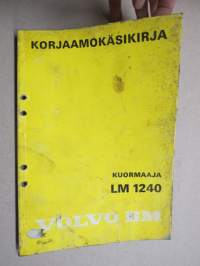 KORJAAMOKÄSIKIRJA
KUORMAAJA
LM 1240
VOLVO BM